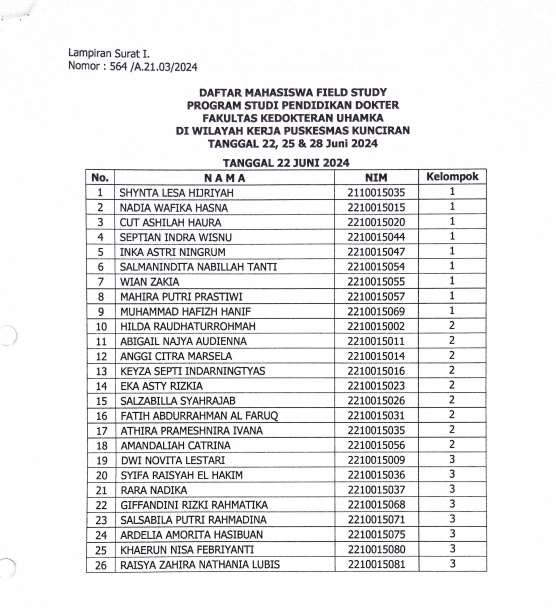 Lampiran Surat I.
Nomor : 564 /A.21.03/2024
DAFTAR MAHASISWA FIELD STUDY
PROGRAM STUDI PENDIDIKAN DOKTER
FAKULTAS KEDOKTERAN UHAMKA
DI WILAYAH KERJA PUSKESMAS KUNCIRAN
TANGGAL 22, 25 & 28 Juni 2024
TANGGAL 22 JUNI 2024
No. N A M A NIM Kelompok
1 SHYNTA LESA HIJRIYAH 2110015035 1
2 NADIA WAFIKA HASNA 2210015015 1
3 CUT ASHILAH HAURA 2210015020 1
4 SEPTIAN INDRA WISNU 2210015044 1
5 INKA ASTRI NINGRUM 2210015047 1
6 SALMANINDITA NABILLAH TANTI 2210015054 1
7 WIAN ZAKIA 2210015055 1
8 MAHIRA PUTRI PRASTIWI 2210015057 1
9 MUHAMMAD HAFIZH HANIF 2210015069 1
10 HILDA RAUDHATURROHMAH 2210015002 2
11 ABIGAIL NAJYA AUDIENNA 2210015011 2
12 ANGGI CITRA MARSELA 2210015014 2
13 KEYZA SEPTI INDARNINGTYAS 2210015016 2
14 EKA ASTY RIZKIA 2210015023 2
15 SALZABILLA SYAHRAJAB 2210015026 2
16 FATIH ABDURRAHMAN AL FARUQ 2210015031 2
17 ATHIRA PRAMESHNIRA IVANA 2210015035 2
18 AMANDALIAH CATRINA 2210015056 2
19 DWI NOVITA LESTARI 2210015009 3
20 SYIFA RAISYAH EL HAKIM 2210015036 3
21 RARA NADIKA 2210015037 3
22 GIFFANDINI RIZKI RAHMATIKA 2210015068 3
23 SALSABILA PUTRI RAHMADINA 2210015071 3
24 ARDELIA AMORITA HASIBUAN 2210015075 3
25 KHAERUN NISA FEBRIYANTI 2210015080 3
26 RAISYA ZAHIRA NATHANIA LUBIS 2210015081 3